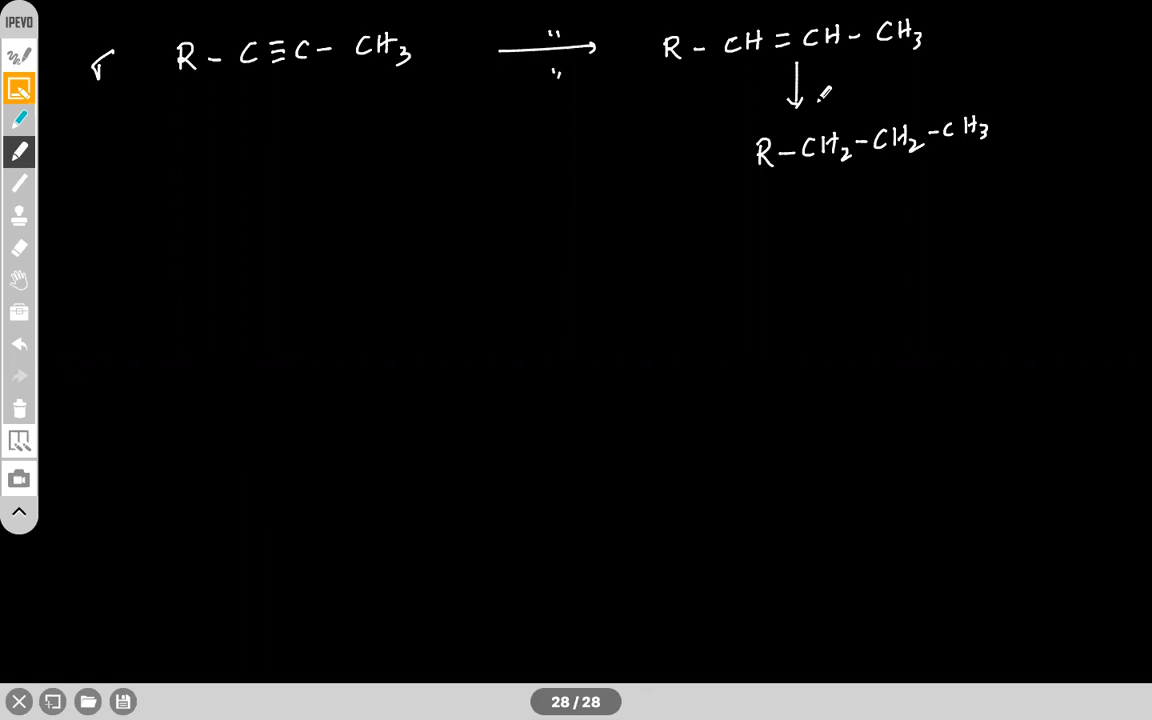 IPEVO
R - C ≡ C - CH3 " " → R - CH = CH - CH3
↓
R - CH2 - CH2 - CH3
28 / 28